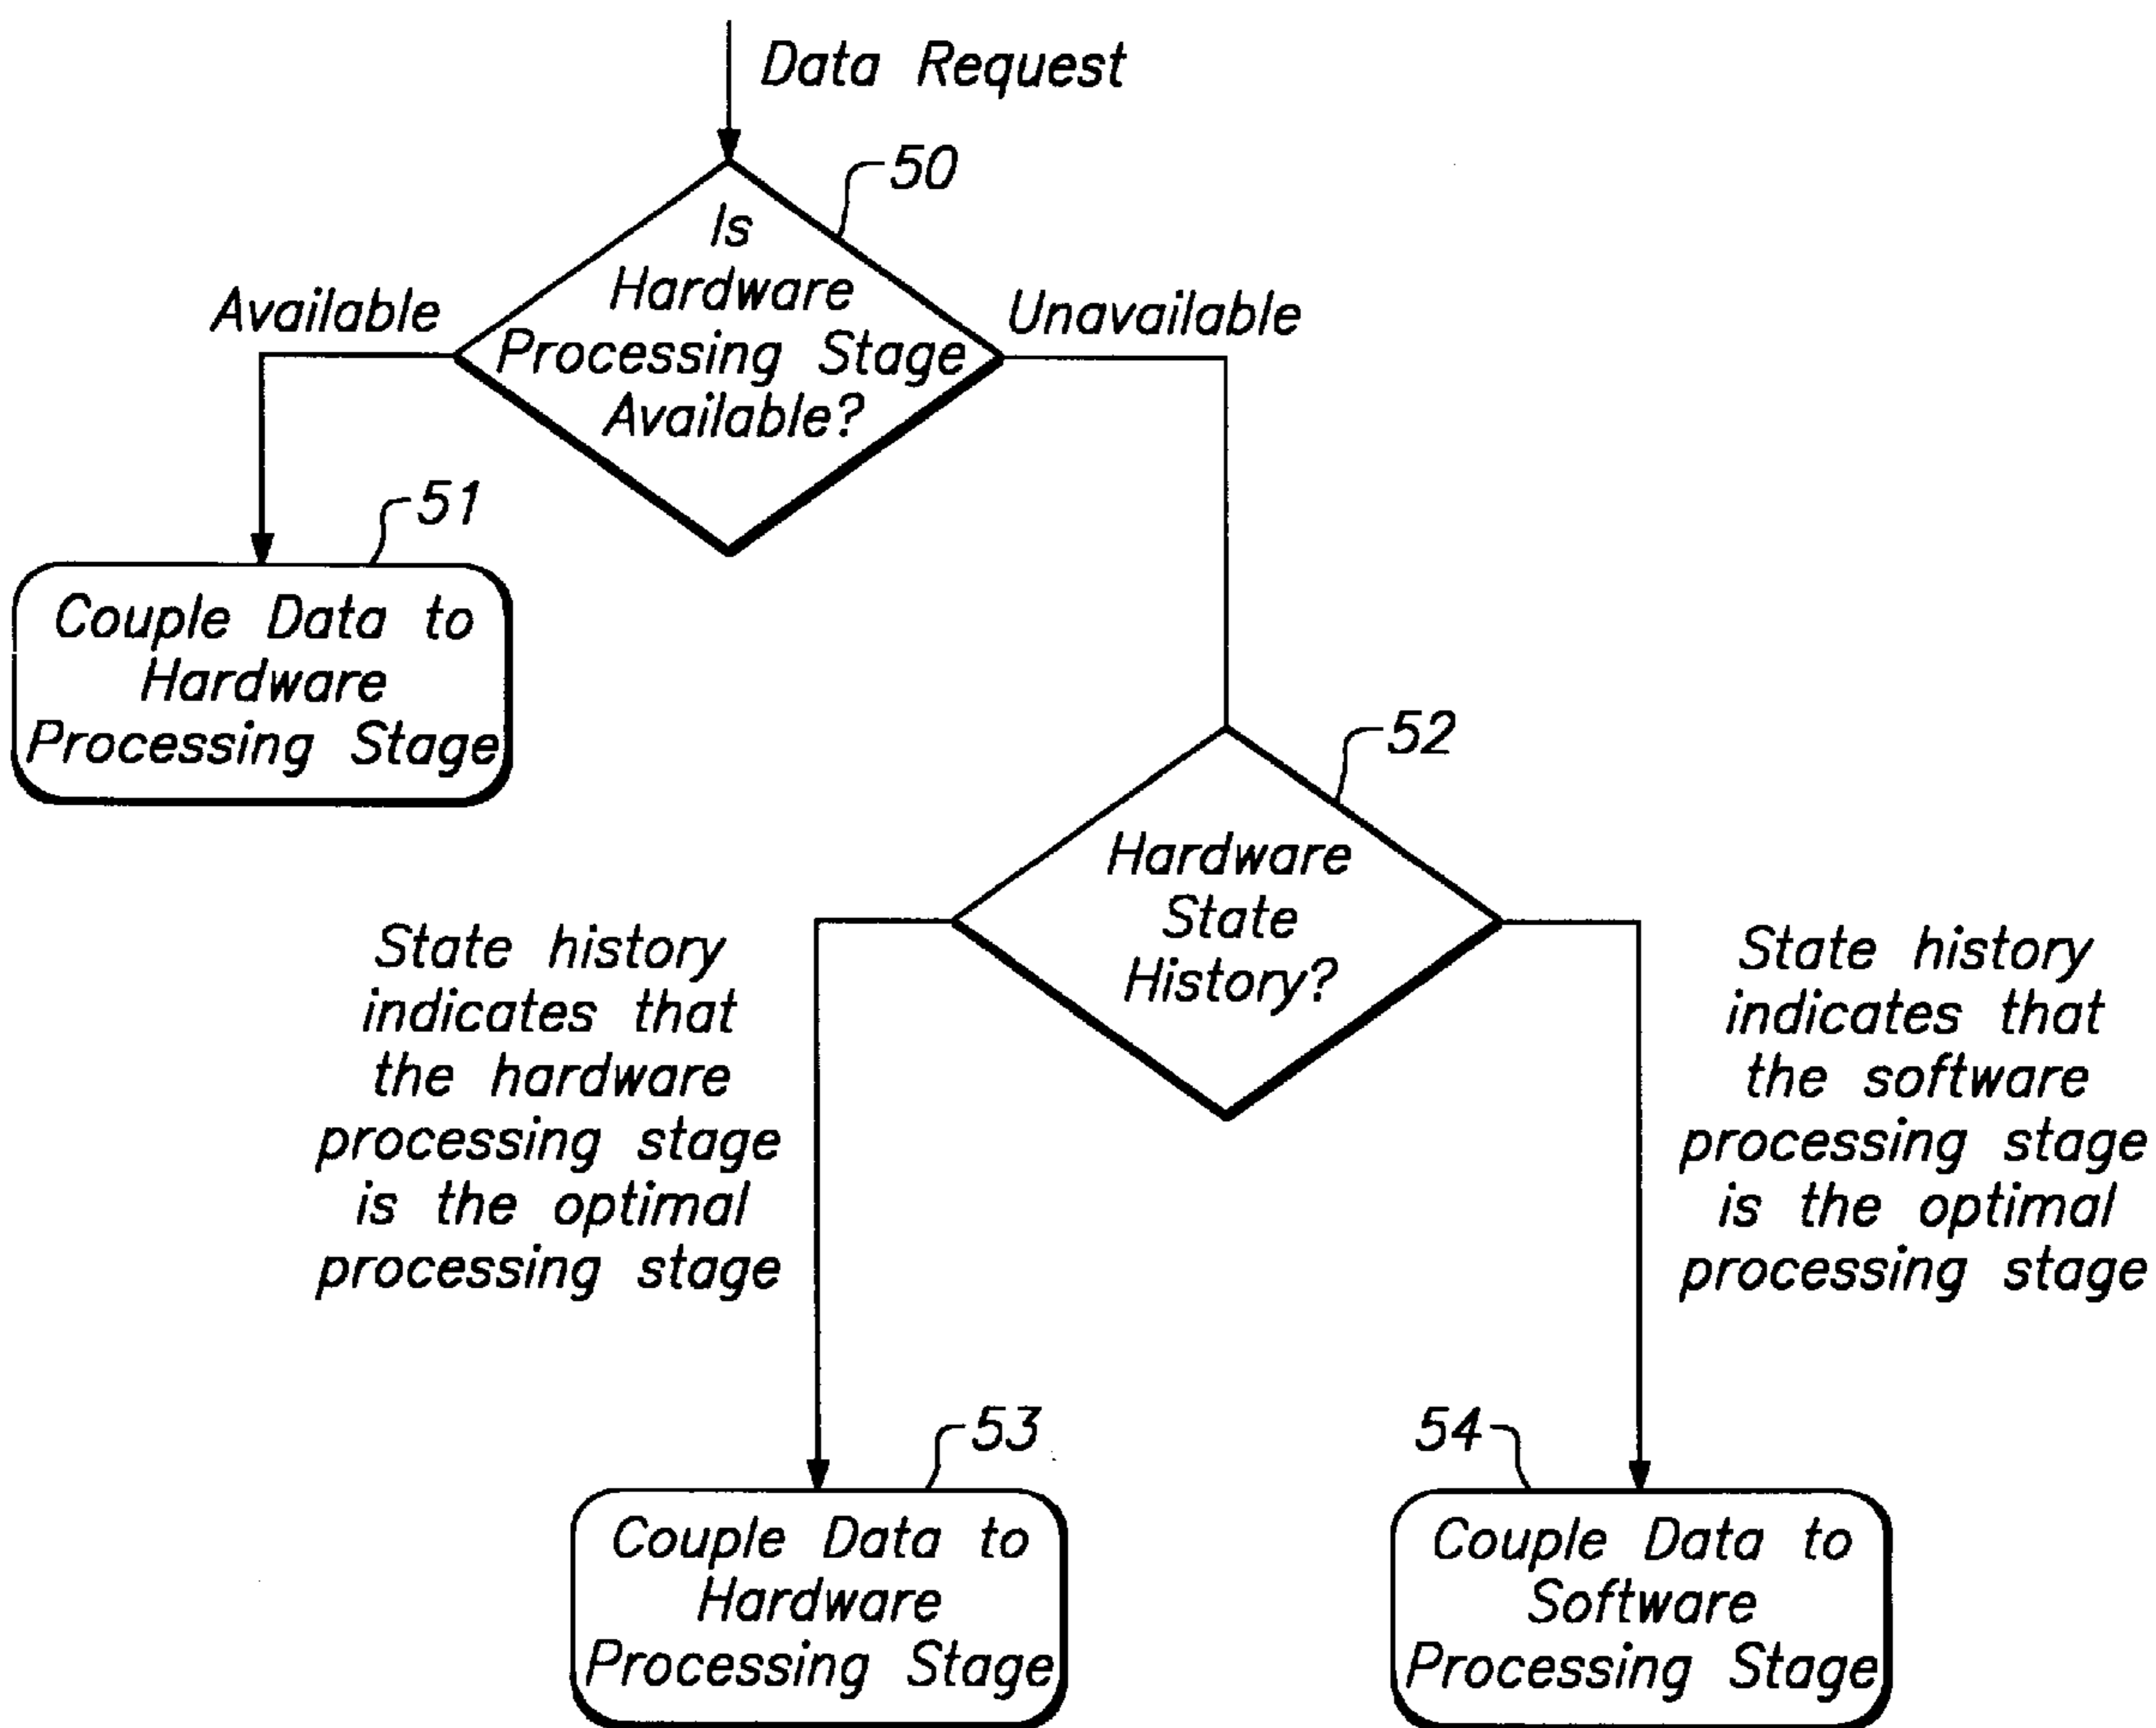 Data Request
50
Is
Hardware
Processing Stage
Available?
Available
Unavailable
51
Couple Data to
Hardware
Processing Stage
52
Hardware
State
History?
State history
indicates that
the hardware
processing stage
is the optimal
processing stage
State history
indicates that
the software
processing stage
is the optimal
processing stage
53
Couple Data to
Hardware
Processing Stage
54
Couple Data to
Software
Processing Stage